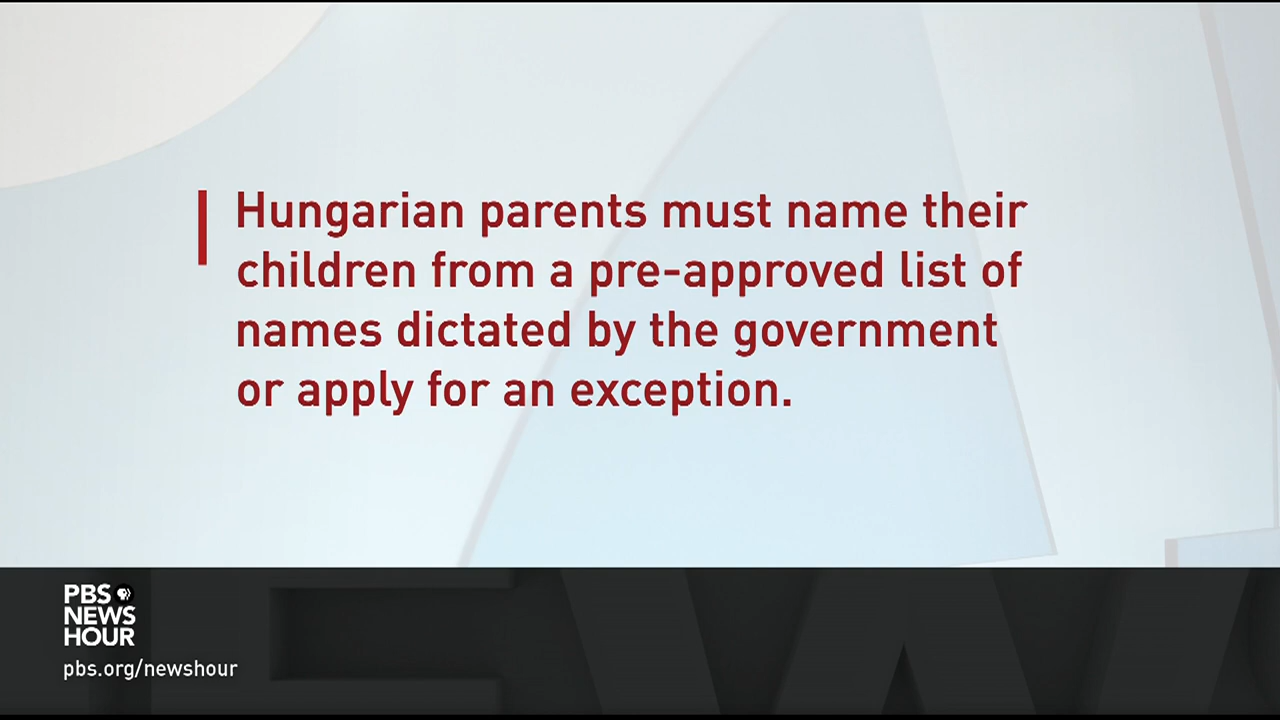 Hungarian parents must name their
children from a pre-approved list of
names dictated by the government
or apply for an exception.
PBS
NEWS
HOUR
pbs.org/newshour